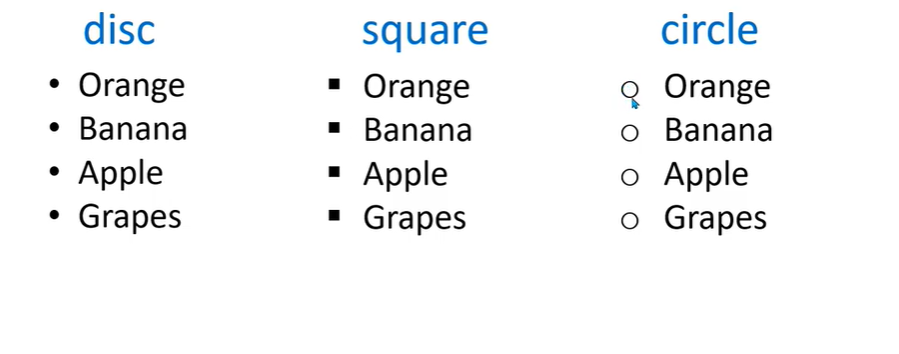 disc
• Orange
• Banana
• Apple
• Grapes
square
▪ Orange
▪ Banana
▪ Apple
▪ Grapes
circle
○ Orange
○ Banana
○ Apple
○ Grapes